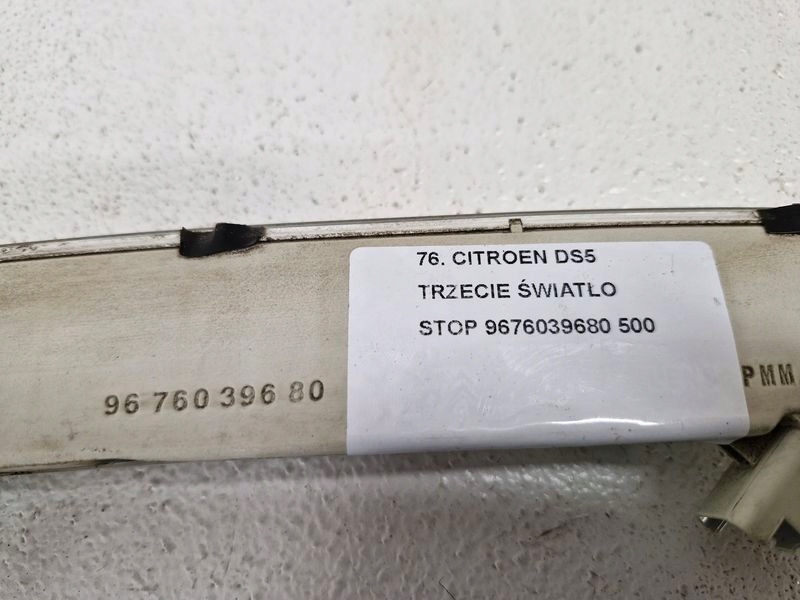 76. CITROEN DS5
TRZECIE ŚWIATŁO
STOP 9676039680 500
PMM
96 760 396 80